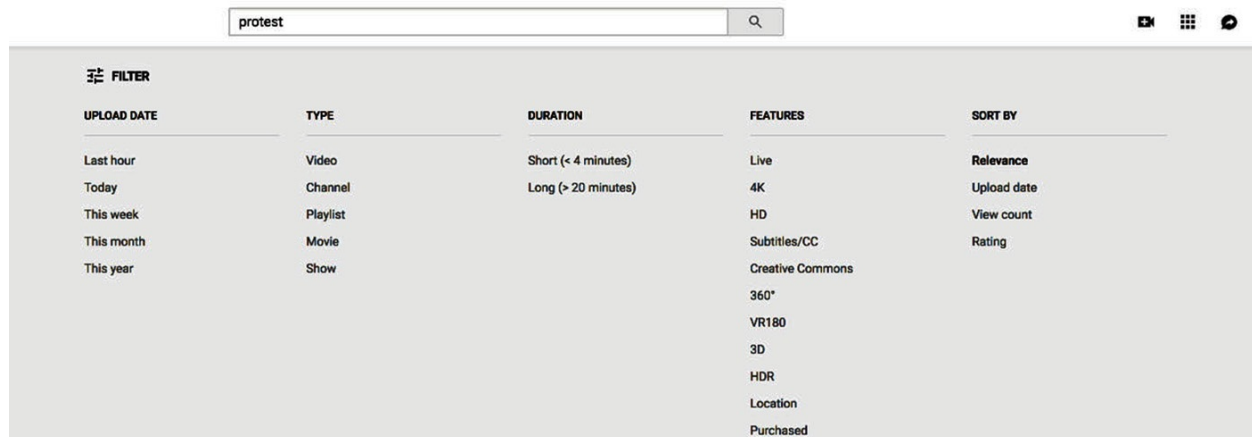 protest
FILTER
UPLOAD DATE TYPE DURATION FEATURES SORT BY
Last hour Video Short (< 4 minutes) Live Relevance
Today Channel Long (> 20 minutes) 4K Upload date
This week Playlist HD View count
This month Movie Subtitles/CC Rating
This year Show Creative Commons
360°
VR180
3D
HDR
Location
Purchased